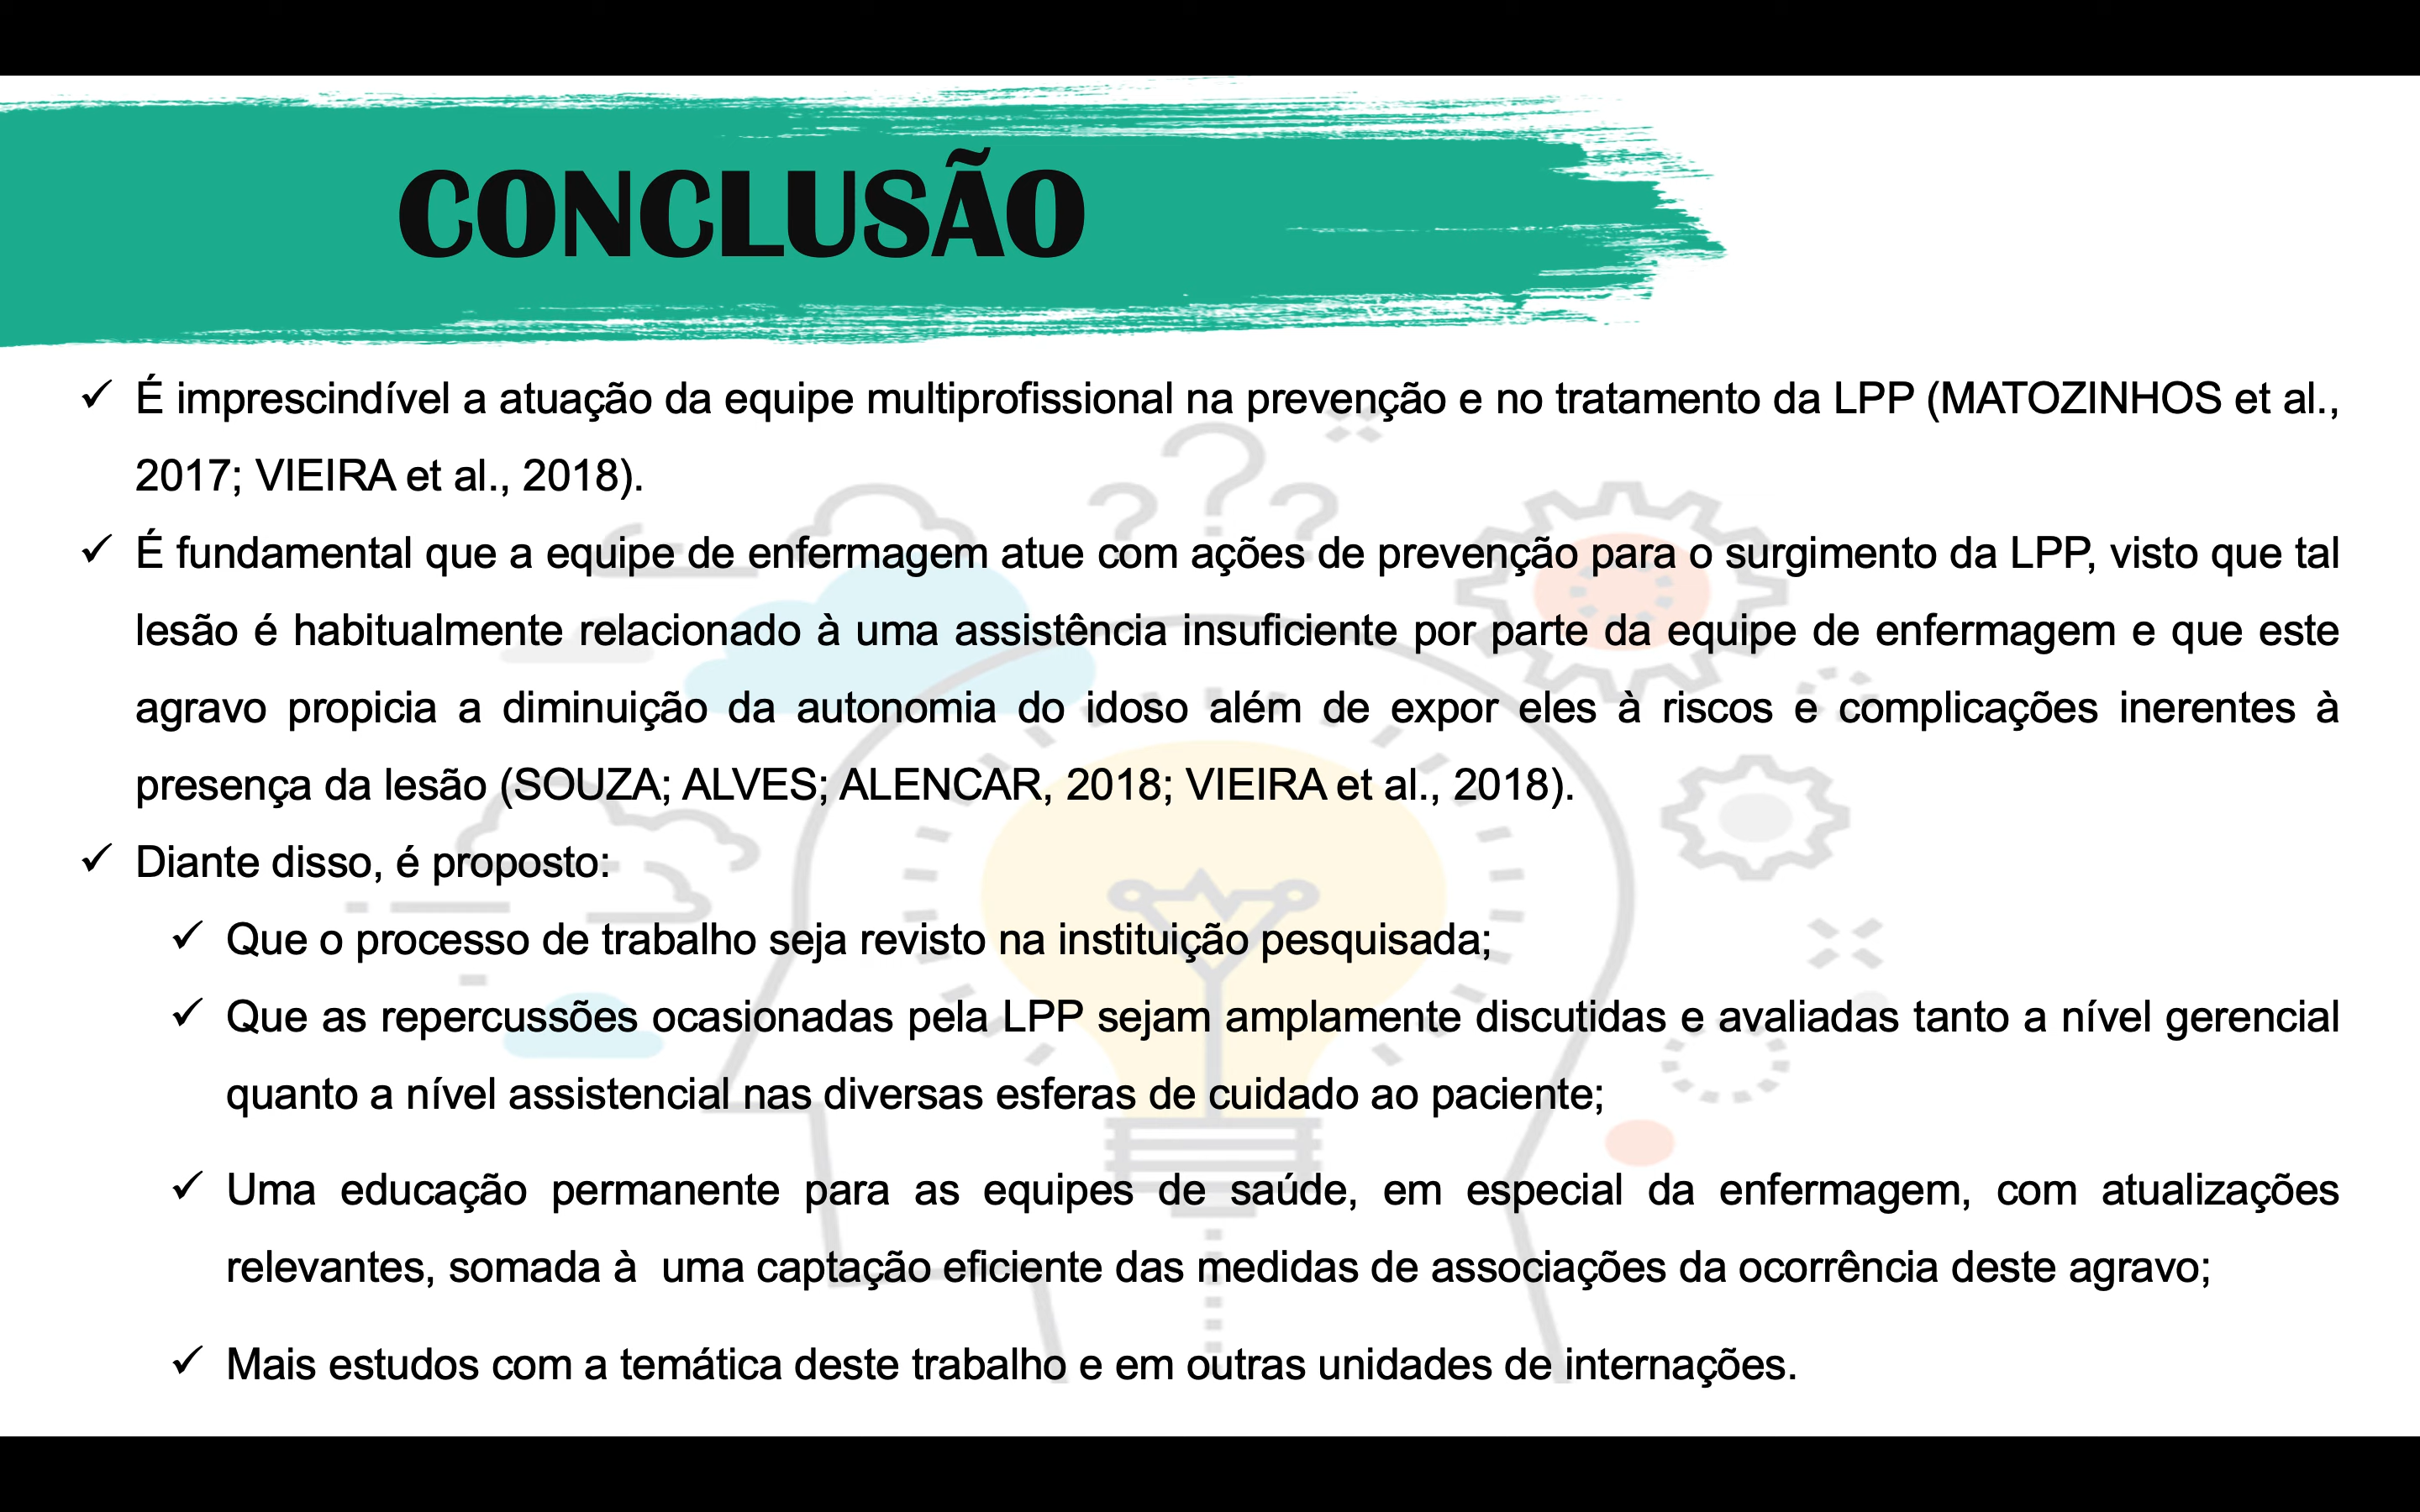 CONCLUSÃO
✓ É imprescindível a atuação da equipe multiprofissional na prevenção e no tratamento da LPP (MATOZINHOS et al.,
2017; VIEIRA et al., 2018).
✓ É fundamental que a equipe de enfermagem atue com ações de prevenção para o surgimento da LPP, visto que tal
lesão é habitualmente relacionado à uma assistência insuficiente por parte da equipe de enfermagem e que este
agravo propicia a diminuição da autonomia do idoso além de expor eles à riscos e complicações inerentes à
presença da lesão (SOUZA; ALVES; ALENCAR, 2018; VIEIRA et al., 2018).
✓ Diante disso, é proposto:
✓ Que o processo de trabalho seja revisto na instituição pesquisada;
✓ Que as repercussões ocasionadas pela LPP sejam amplamente discutidas e avaliadas tanto a nível gerencial
quanto a nível assistencial nas diversas esferas de cuidado ao paciente;
✓ Uma educação permanente para as equipes de saúde, em especial da enfermagem, com atualizações
relevantes, somada à uma captação eficiente das medidas de associações da ocorrência deste agravo;
✓ Mais estudos com a temática deste trabalho e em outras unidades de internações.